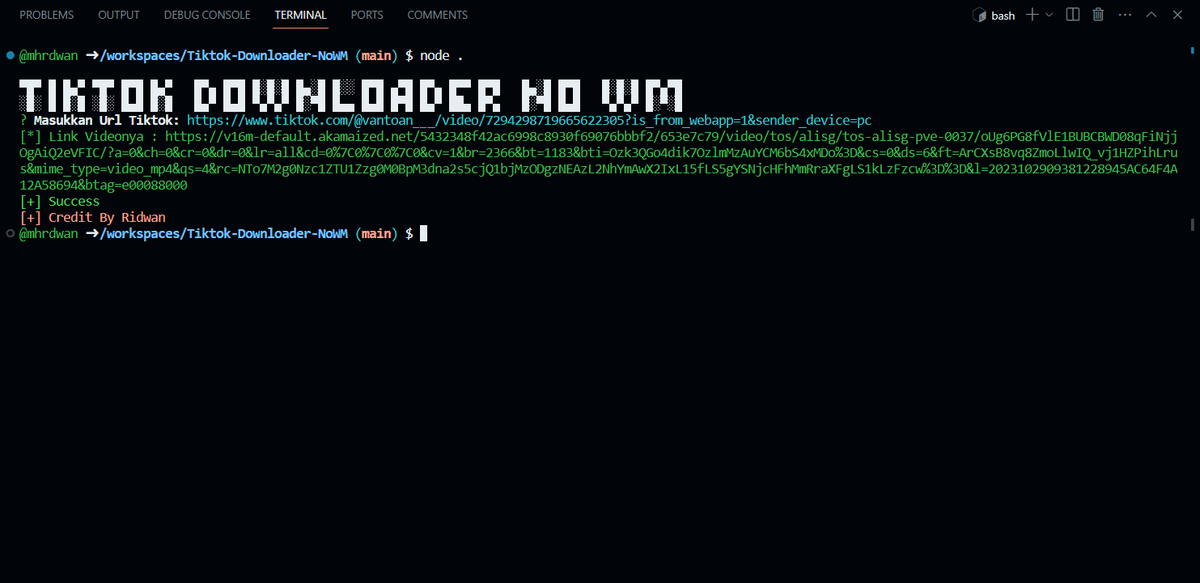 PROBLEMS OUTPUT DEBUG CONSOLE TERMINAL PORTS COMMENTS bash
@mhrdwan ➜/workspaces/Tiktok-Downloader-NoWM (main) $ node .
TIKTOK DOWNLOADER NO WM
? Masukkan Url Tiktok: https://www.tiktok.com/@vantoan___/video/7294298719665622305?is_from_webapp=1&sender_device=pc
[*] Link Videonya : https://v16m-default.akamaized.net/5432348f42ac6998c8930f69076bbbf2/653e7c79/video/tos/alisg/tos-alisg-pve-0037/oUg6PG8fVlE1BUBCBWD08qFiNjj
OgAiQ2eVFIC/?a=0&ch=0&cr=0&dr=0&lr=all&cd=0%7C0%7C0%7C0&cv=1&br=2366&bt=1183&bti=Ozk3QGo4dik7OzlmMzAuYCM6bS4xMDo%3D&cs=0&ds=6&ft=ArCXsB8vq8ZmoLlwIQ_vj1HZPihLru
s&mime_type=video_mp4&qs=4&rc=NTo7M2g0Nzc1ZTU1Zzg0M0BpM3dna2s5cjQ1bjMzODgzNEAzL2NhYmAwX2IxL15fLS5gYSNjcHFhMmRraXFgLS1kLzFzcw%3D%3D&l=2023102909381228945AC64F4A
12A58694&btag=e00088000
[+] Success
[+] Credit By Ridwan
@mhrdwan ➜/workspaces/Tiktok-Downloader-NoWM (main) $